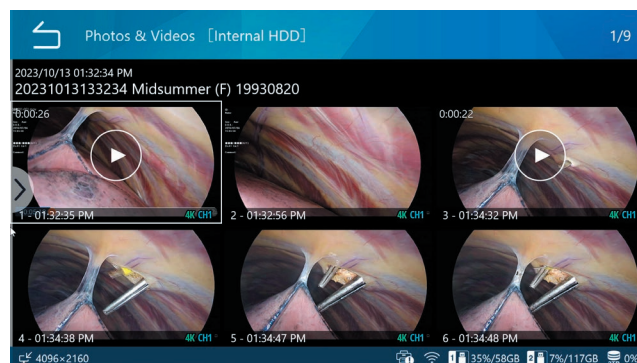 Photos & Videos [Internal HDD]
1/9
2023/10/13 01:32:34 PM
20231013133234 Midsummer (F) 19930820
0:00:26
0:00:22
1 - 01:32:35 PM
4K CH1
2 - 01:32:56 PM
4K CH1
3 - 01:34:32 PM
4K CH1
4 - 01:34:38 PM
4K CH1
5 - 01:34:47 PM
4K CH1
6 - 01:34:48 PM
4K CH1
4096×2160
1
35%/58GB
2
7%/117GB
0%